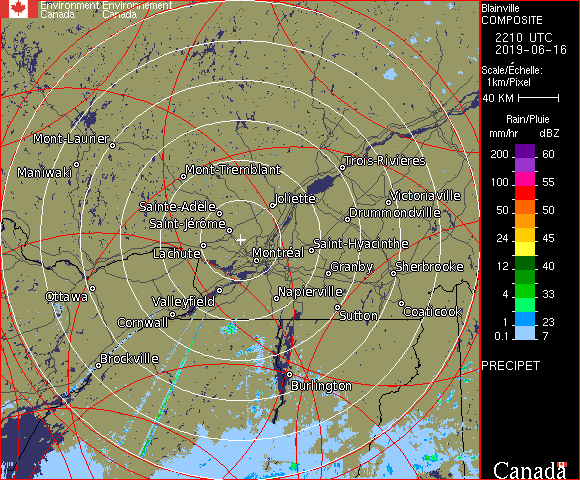 Environment Environnement
Canada Canada
Blainville
COMPOSITE
2210 UTC
2019-06-16
Scale/Échelle:
1km/Pixel
40 KM
Rain/Pluie
mm/hr dBZ
200 60
100 55
50 50
24 45
12 40
4 33
1 23
0.1 7
PRECIPET
Canada
Mont-Laurier
Maniwaki
Mont-Tremblant
Trois-Rivières
Joliette
Victoriaville
Sainte-Adèle
Drummondville
Saint-Jérôme
Saint-Hyacinthe
Lachute
Montréal
Granby
Sherbrooke
Ottawa
Valleyfield
Napierville
Cornwall
Sutton
Coaticook
Brockville
Burlington